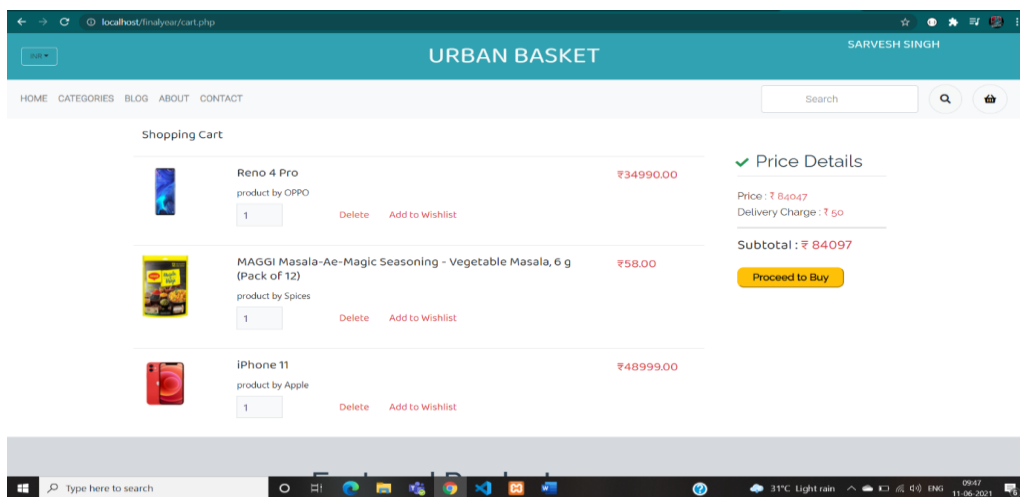 localhost/finalyear/cart.php
INR
URBAN BASKET
SARVESH SINGH
HOME CATEGORIES BLOG ABOUT CONTACT
Search
Shopping Cart
Reno 4 Pro
₹34990.00
product by OPPO
1
Delete Add to Wishlist
MAGGI Masala-Ae-Magic Seasoning - Vegetable Masala, 6 g
(Pack of 12)
₹58.00
product by Spices
1
Delete Add to Wishlist
iPhone 11
₹48999.00
product by Apple
1
Delete Add to Wishlist
Price Details
Price : ₹ 84047
Delivery Charge : ₹ 50
Subtotal : ₹ 84097
Proceed to Buy
Type here to search
31°C Light rain
ENG
09:47
11-06-2021